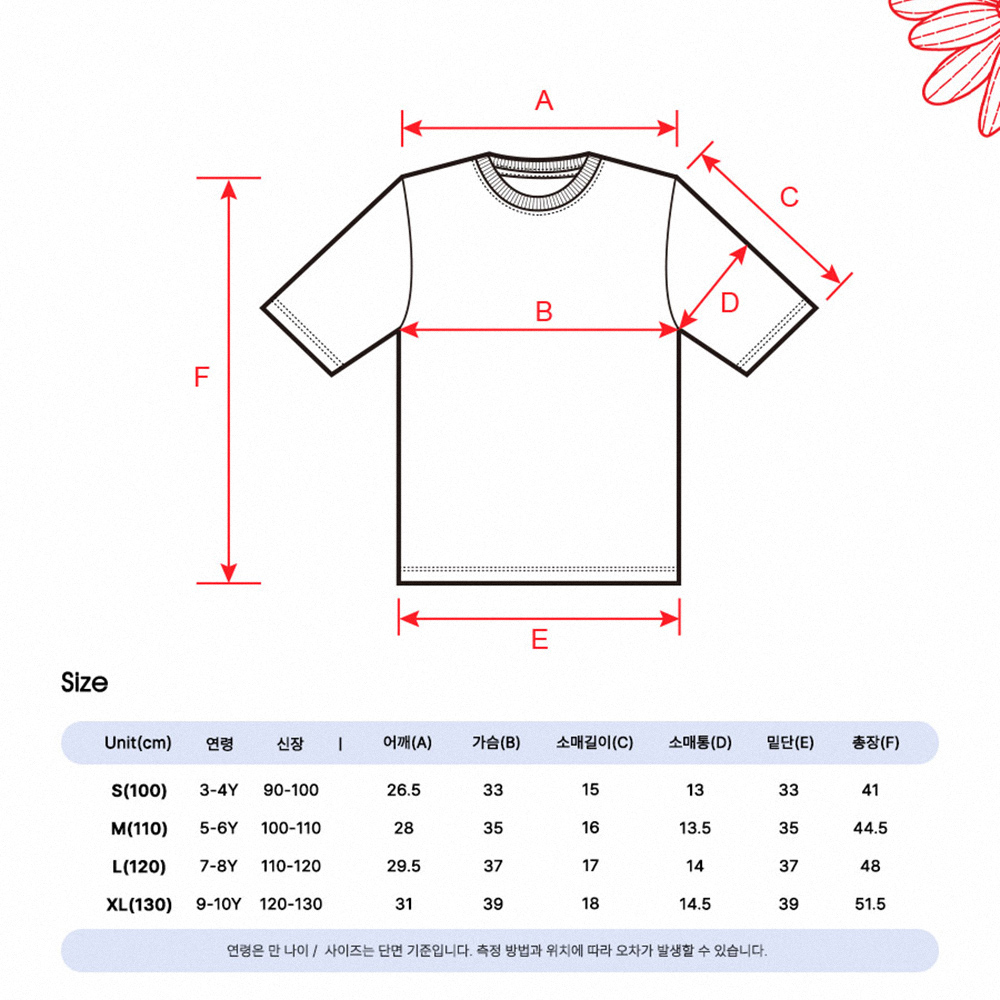 A
C
D
B
F
E
Size
Unit(cm) 연령 신장 | 어깨(A) 가슴(B) 소매길이(C) 소매통(D) 밑단(E) 총장(F)
S(100) 3-4Y 90-100 26.5 33 15 13 33 41
M(110) 5-6Y 100-110 28 35 16 13.5 35 44.5
L(120) 7-8Y 110-120 29.5 37 17 14 37 48
XL(130) 9-10Y 120-130 31 39 18 14.5 39 51.5
연령은 만 나이 / 사이즈는 단면 기준입니다. 측정 방법과 위치에 따라 오차가 발생할 수 있습니다.